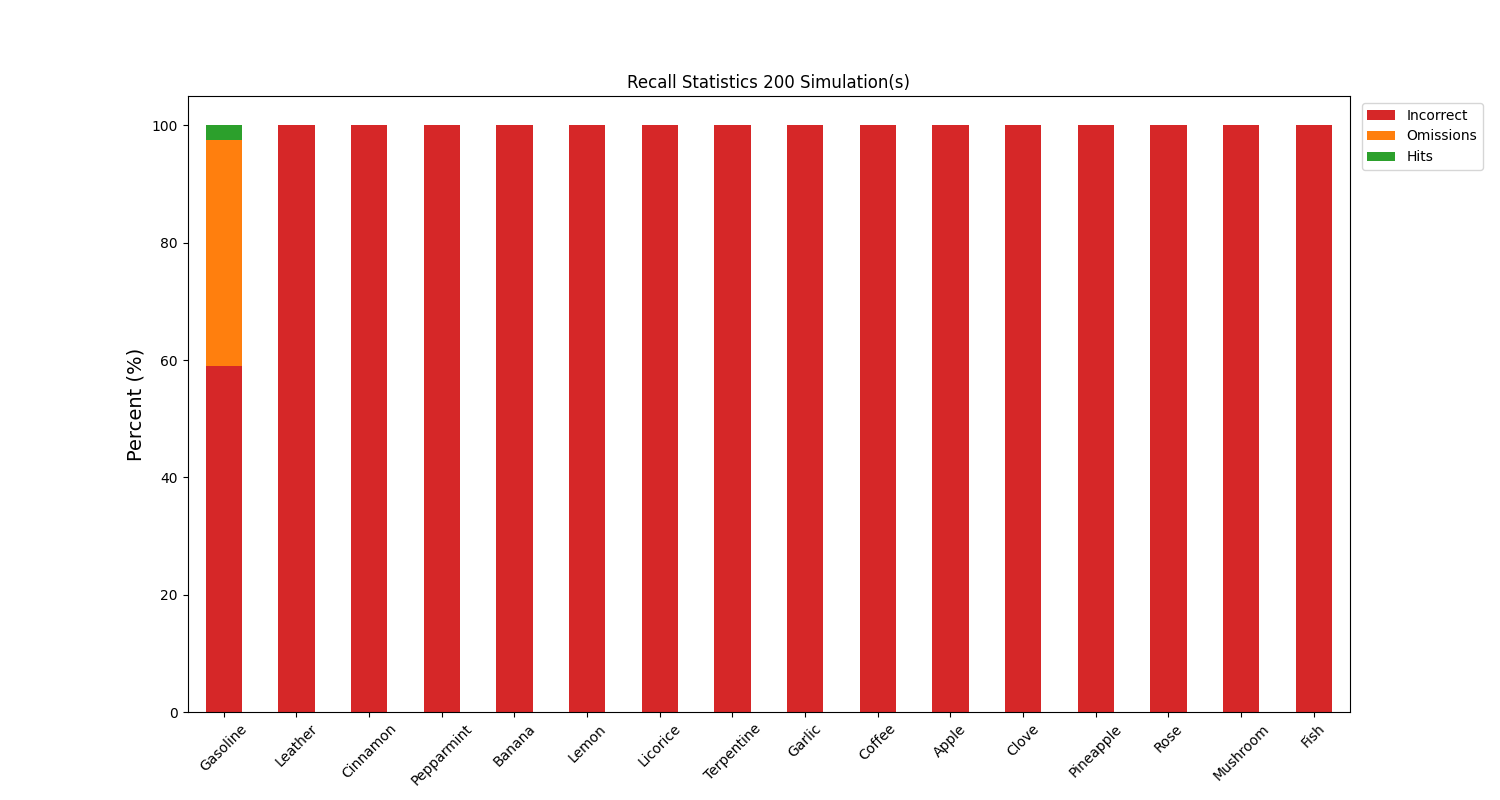 Recall Statistics 200 Simulation(s)
Incorrect
Omissions
Hits
Percent (%)
100
80
60
40
20
0
Gasoline
Leather
Cinnamon
Pepparmint
Banana
Lemon
Licorice
Terpentine
Garlic
Coffee
Apple
Clove
Pineapple
Rose
Mushroom
Fish